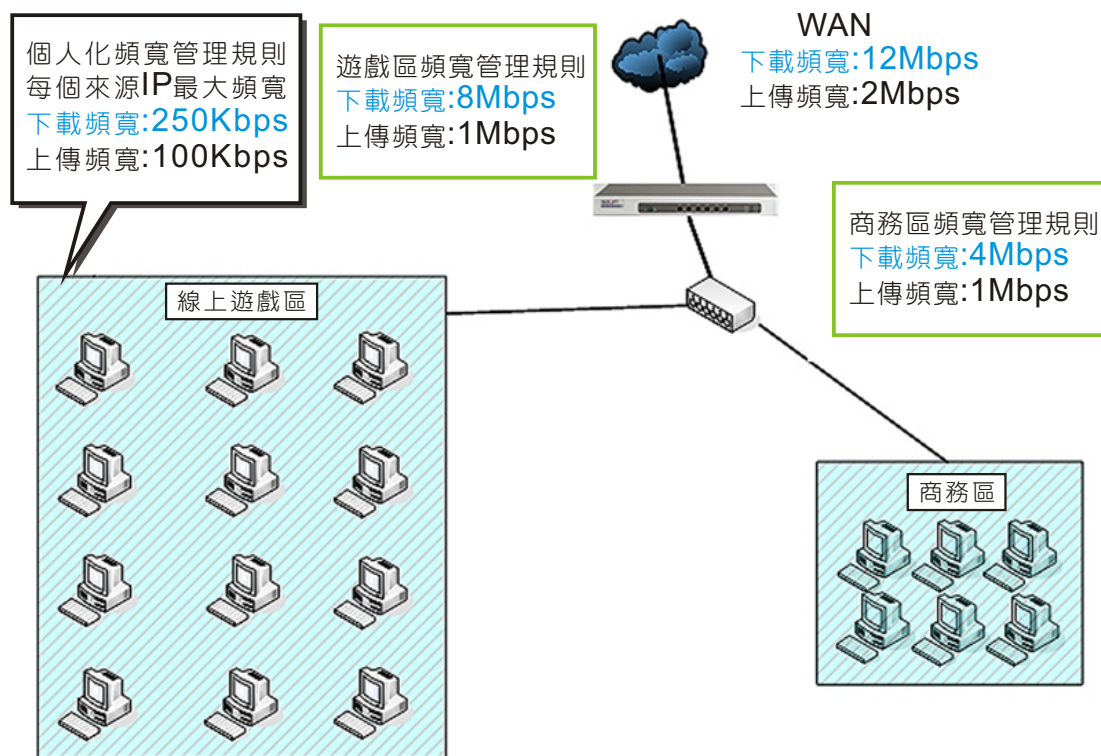 個人化頻寬管理規則
每個來源IP最大頻寬
下載頻寬:250Kbps
上傳頻寬:100Kbps
遊戲區頻寬管理規則
下載頻寬:8Mbps
上傳頻寬:1Mbps
WAN
下載頻寬:12Mbps
上傳頻寬:2Mbps
商務區頻寬管理規則
下載頻寬:4Mbps
上傳頻寬:1Mbps
線上遊戲區
商務區